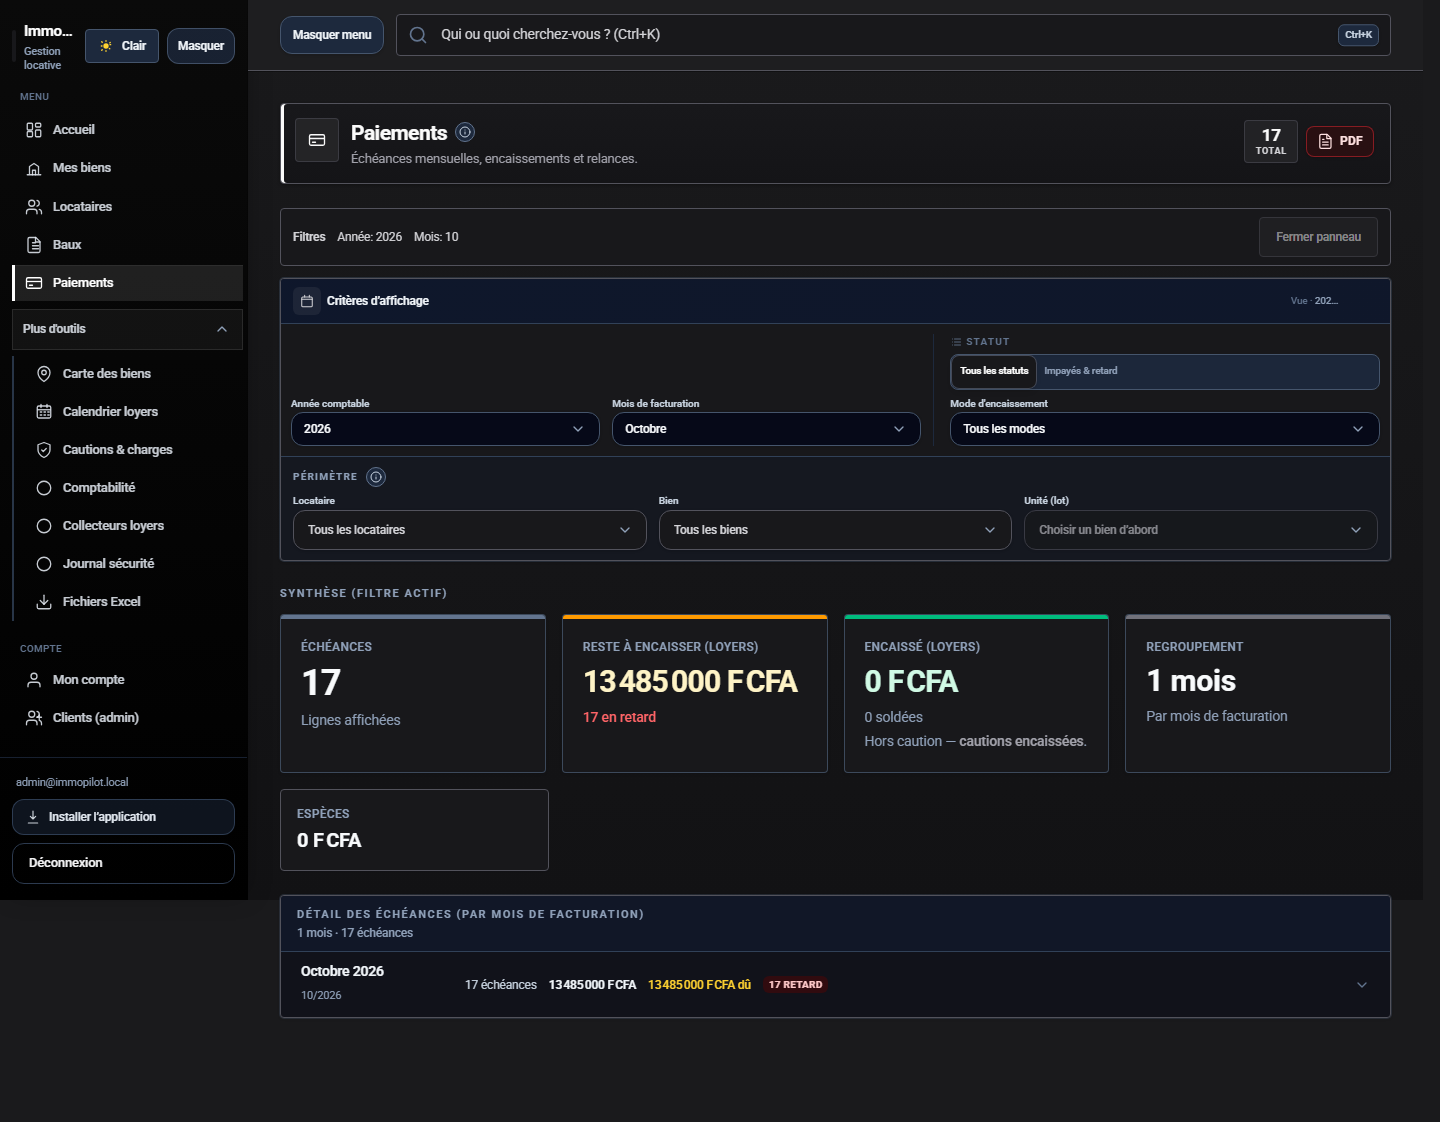 Immo...
Gestion
locative
Clair
Masquer
MENU
Accueil
Mes biens
Locataires
Baux
Paiements
Plus d'outils
Carte des biens
Calendrier loyers
Cautions & charges
Comptabilité
Collecteurs loyers
Journal sécurité
Fichiers Excel
COMPTE
Mon compte
Clients (admin)
admin@immopilot.local
Installer l'application
Déconnexion
Masquer menu
Qui ou quoi cherchez-vous ? (Ctrl+K)
Ctrl+K
Paiements
Échéances mensuelles, encaissements et relances.
17
TOTAL
PDF
Filtres Année: 2026 Mois: 10
Fermer panneau
Critères d'affichage
Vue · 202...
STATUT
Tous les statuts
Impayés & retard
Année comptable
2026
Mois de facturation
Octobre
Mode d'encaissement
Tous les modes
PÉRIMÈTRE
Locataire
Tous les locataires
Bien
Tous les biens
Unité (lot)
Choisir un bien d'abord
SYNTHÈSE (FILTRE ACTIF)
ÉCHÉANCES
17
Lignes affichées
RESTE À ENCAISSER (LOYERS)
13 485 000 F CFA
17 en retard
ENCAISSÉ (LOYERS)
0 F CFA
0 soldées
Hors caution — cautions encaissées.
REGROUPEMENT
1 mois
Par mois de facturation
ESPÈCES
0 F CFA
DÉTAIL DES ÉCHÉANCES (PAR MOIS DE FACTURATION)
1 mois · 17 échéances
Octobre 2026
10/2026
17 échéances 13 485 000 F CFA 13 485 000 F CFA dû 17 RETARD